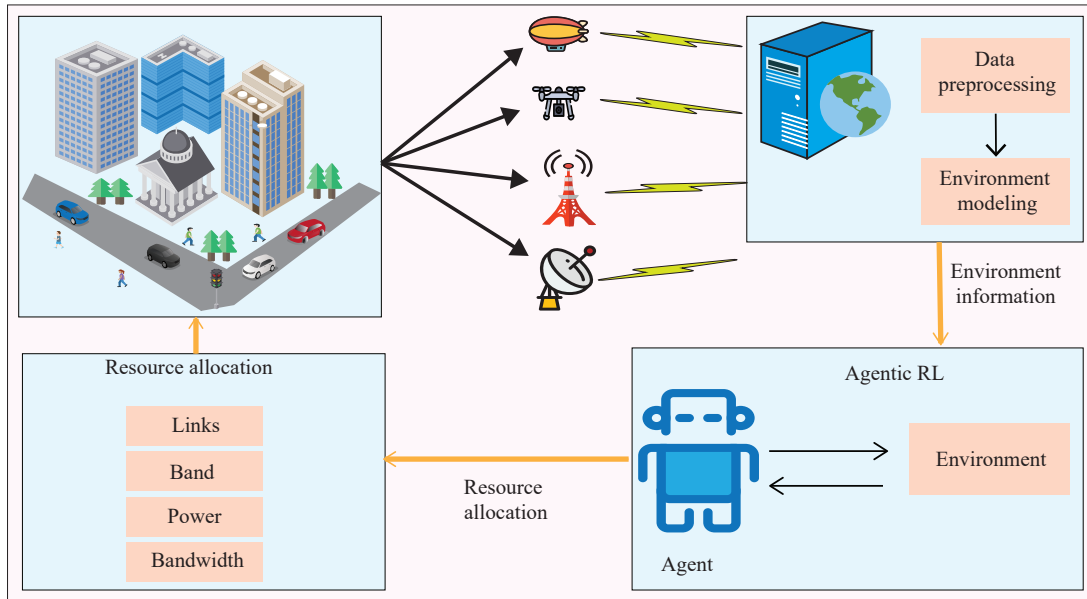 Data
preprocessing
Environment
modeling
Environment
information
Resource allocation
Links
Band
Power
Bandwidth
Resource
allocation
Agentic RL
Environment
Agent